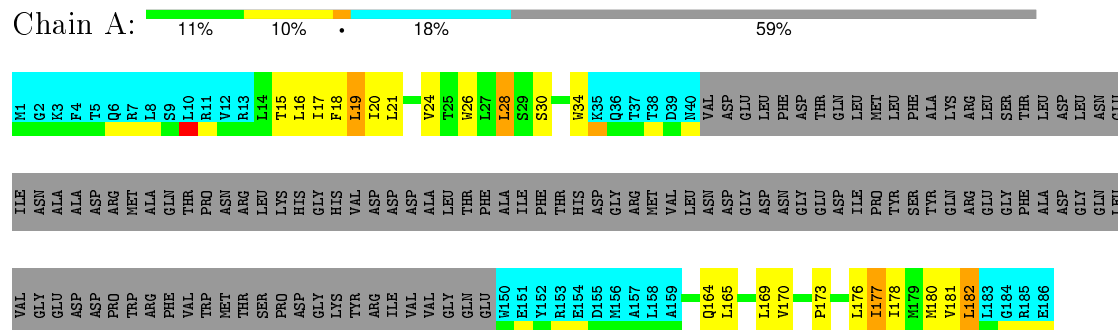 Chain A:
11% 10% • 18% 59%
M1 G2 K3 F4 T5 Q6 R7 L8 S9 L10 R11 V12 R13 L14 T15 L16 I17 F18 L19 I20 L21 V24 T25 W26 L27 L28 S29 S30 W34 K35 Q36 T37 T38 D39 N40 VAL ASP GLU LEU PHE ASP THR GLN LEU MET LEU PHE ALA LYS ARG LEU SER THR LEU ASP LEU ASN
ILE ASN ALA ALA ASP ARG MET ALA GLN THR PRO ASN ARG LEU LYS HIS GLY HIS VAL ASP ASP ASP ALA LEU THR PHE ALA ILE PHE THR HIS ASP GLY ARG MET VAL LEU ASN ASP GLY ASP ASN GLY GLU ASP ILE PRO TYR SER TYR GLN ARG GLU GLY PHE ALA ASP GLY GLN
VAL GLY GLU ASP ASP PRO TRP ARG PHE VAL TRP MET THR SER PRO ASP GLY LYS TYR ARG ILE VAL VAL GLY GLN GLU W150 E151 Y152 R153 E154 D155 M156 A157 L158 A159 Q164 L165 L169 V170 P173 L176 I177 I178 M179 M180 V181 L182 L183 G184 R185 E186